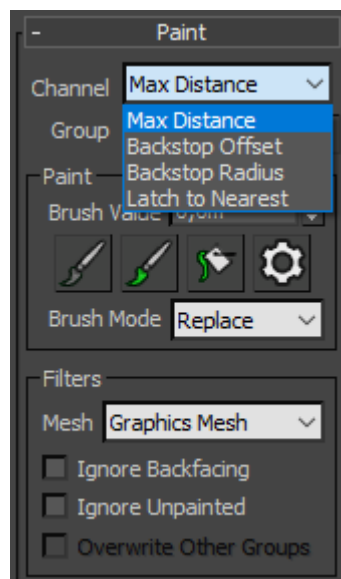 - Paint
Channel Max Distance
Max Distance
Group Backstop Offset
Backstop Radius
Latch to Nearest
Paint
Brush Value
Brush Mode Replace
Filters
Mesh Graphics Mesh
Ignore Backfacing
Ignore Unpainted
Overwrite Other Groups